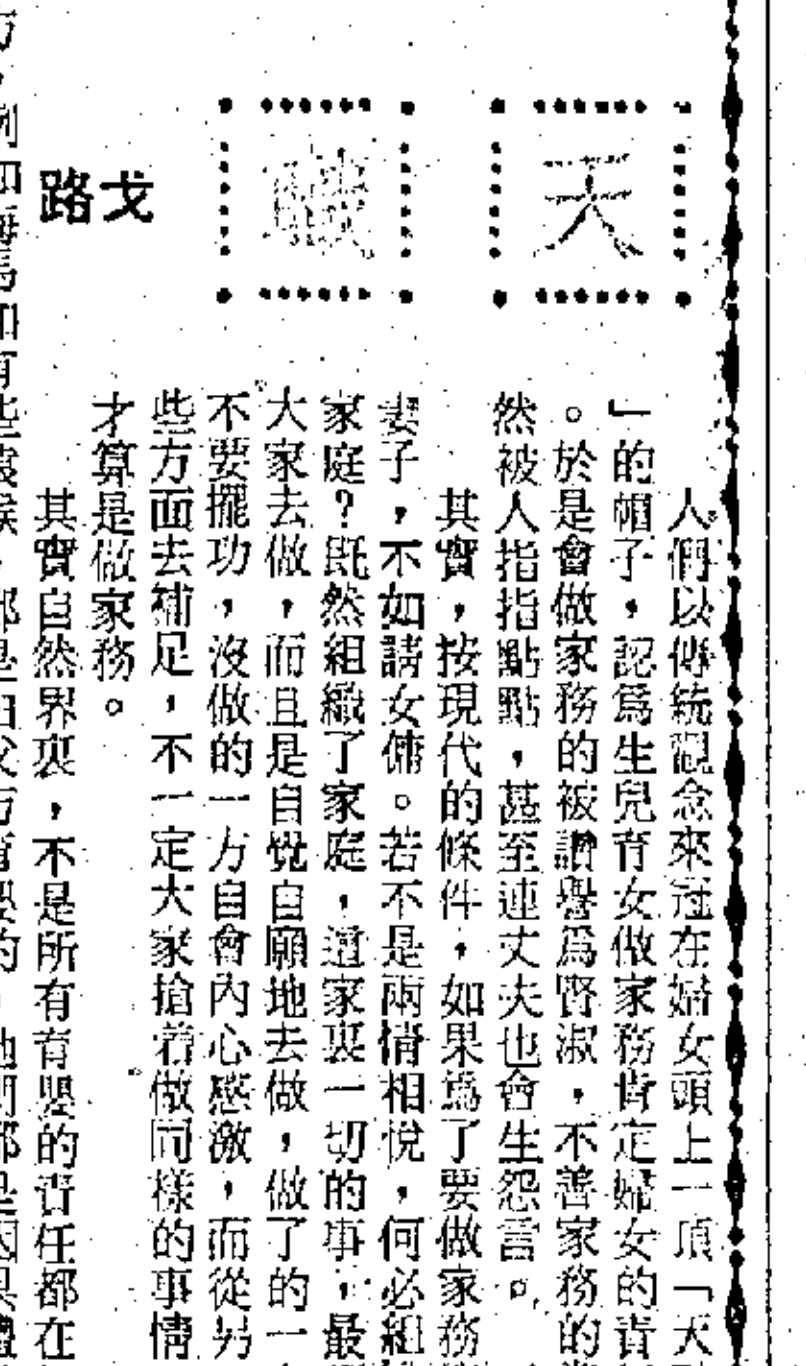 天職
戈路
人們以傳統觀念來冠在婦女頭上一頂「天
」的帽子，認爲生兒育女做家務肯定婦女的責
。於是會做家務的被讚譽爲賢淑，不善家務的
然被人指指點點，甚至連丈夫也會生怨言。
其實，按現代的條件，如果爲了要做家務
妻子，不如請女傭。若不是兩情相悅，何必組
家庭？既然組織了家庭，這家裏一切的事，最
大家去做，而且是自覺自願地去做，做了的一
不要擺功，沒做的一方自會內心感激，而從另
些方面去補足，不一定大家搶着做同樣的事情
才算是做家務。
其實自然界裏，不是所有育嬰的責任都在